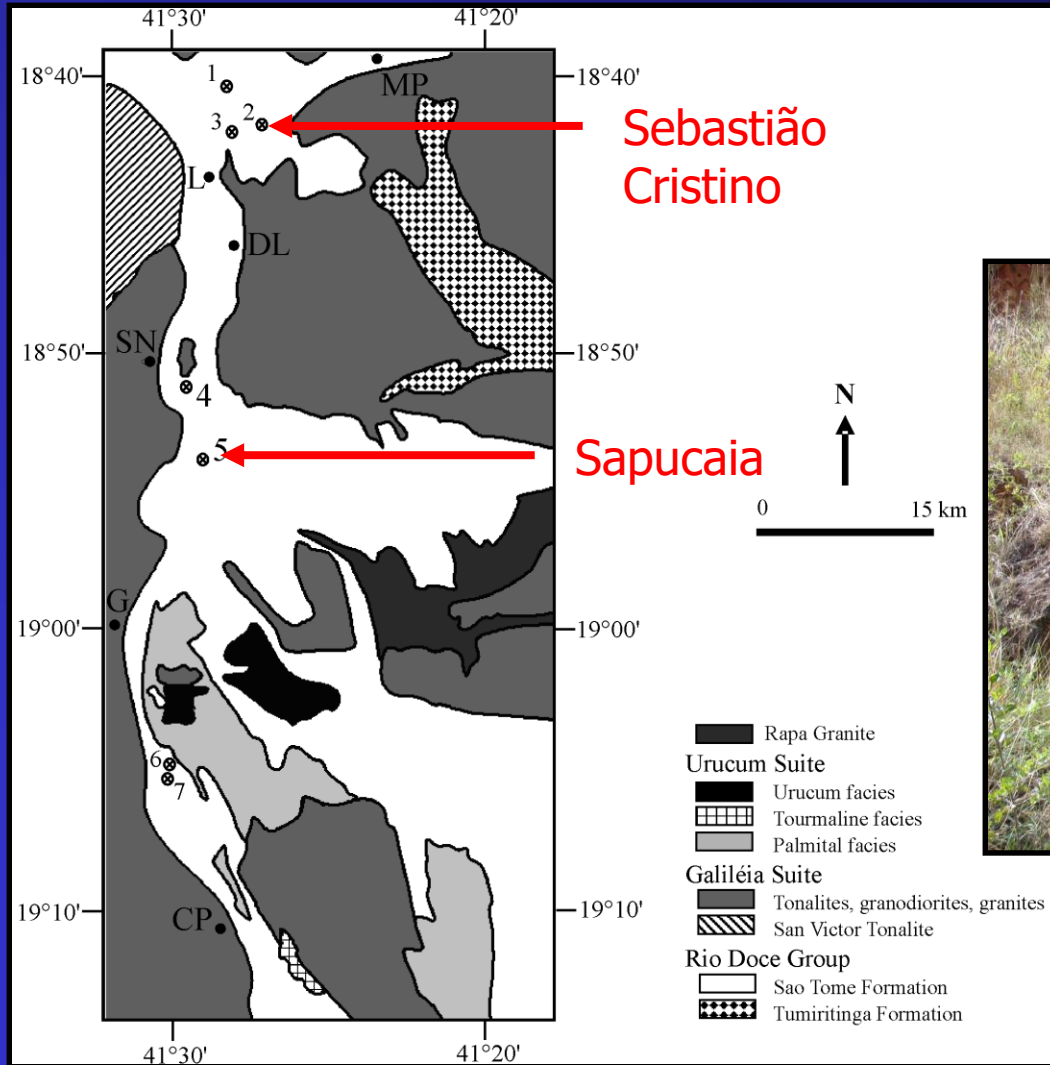 41°30'
41°20'
18°40'
18°40'
1
MP
2
3
Sebastião
Cristino
L
DL
SN
18°50'
18°50'
4
5
Sapucaia
N
0 15 km
G
19°00'
19°00'
6
7
Rapa Granite
Urucum Suite
Urucum facies
Tourmaline facies
Palmital facies
Galiléia Suite
Tonalites, granodiorites, granites
San Victor Tonalite
Rio Doce Group
Sao Tome Formation
Tumiritinga Formation
19°10'
19°10'
CP
41°30'
41°20'